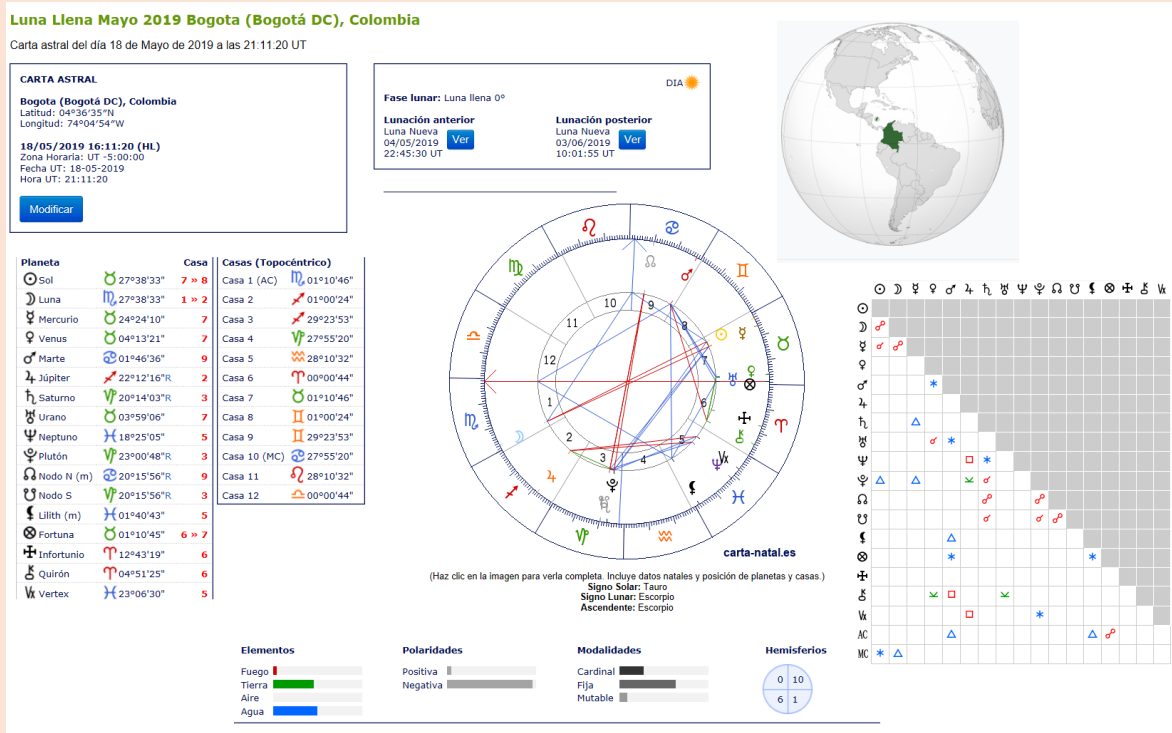 Luna Llena Mayo 2019 Bogota (Bogotá DC), Colombia
Carta astral del día 18 de Mayo de 2019 a las 21:11:20 UT
CARTA ASTRAL
Bogota (Bogotá DC), Colombia
Latitud: 04°36'35"N
Longitud: 74°04'54"W
18/05/2019 16:11:20 (HL)
Zona Horaria: UT -5:00:00
Fecha UT: 18-05-2019
Hora UT: 21:11:20
Modificar
DIA
Fase lunar: Luna llena 0°
Lunación anterior
Luna Nueva
04/05/2019
22:45:30 UT
Ver
Lunación posterior
Luna Nueva
03/06/2019
10:01:55 UT
Ver
Planeta Casa
☉ Sol ♉ 27°38'33" 7 » 8
☽ Luna ♏ 27°38'33" 1 » 2
☿ Mercurio ♉ 24°24'10" 7
♀ Venus ♉ 04°13'21" 7
♂ Marte ♋ 01°46'36" 9
♃ Júpiter ♐ 22°12'16"R 2
♄ Saturno ♑ 20°14'03"R 3
♅ Urano ♉ 03°59'06" 7
♆ Neptuno ♓ 18°25'05" 5
Plutón ♑ 23°00'48"R 3
☊ Nodo N (m) ♋ 20°15'56"R 9
☋ Nodo S ♑ 20°15'56"R 3
⚸ Lilith (m) ♓ 01°40'43" 5
⊗ Fortuna ♉ 01°10'45" 6 » 7
Infortunio ♈ 12°43'19" 6
⚷ Quirón ♈ 04°51'25" 6
Vx Vertex ♓ 23°06'30" 5
Casas (Topocéntrico)
Casa 1 (AC) ♏ 01°10'46"
Casa 2 ♐ 01°00'24"
Casa 3 ♐ 29°23'53"
Casa 4 ♑ 27°55'20"
Casa 5 ♒ 28°10'32"
Casa 6 ♈ 00°00'44"
Casa 7 ♉ 01°10'46"
Casa 8 ♊ 01°00'24"
Casa 9 ♊ 29°23'53"
Casa 10 (MC) ♋ 27°55'20"
Casa 11 ♌ 28°10'32"
Casa 12 ♎ 00°00'44"
10
9
11
8
12
7
1
6
2
5
3
4
Vx
carta-natal.es
(Haz clic en la imagen para verla completa. Incluye datos natales y posición de planetas y casas.)
Signo Solar: Tauro
Signo Lunar: Escorpio
Ascendente: Escorpio
Vx
Vx
AC
MC
Elementos
Fuego
Tierra
Aire
Agua
Polaridades
Positiva
Negativa
Modalidades
Cardinal
Fija
Mutable
Hemisferios
0 10
6 1